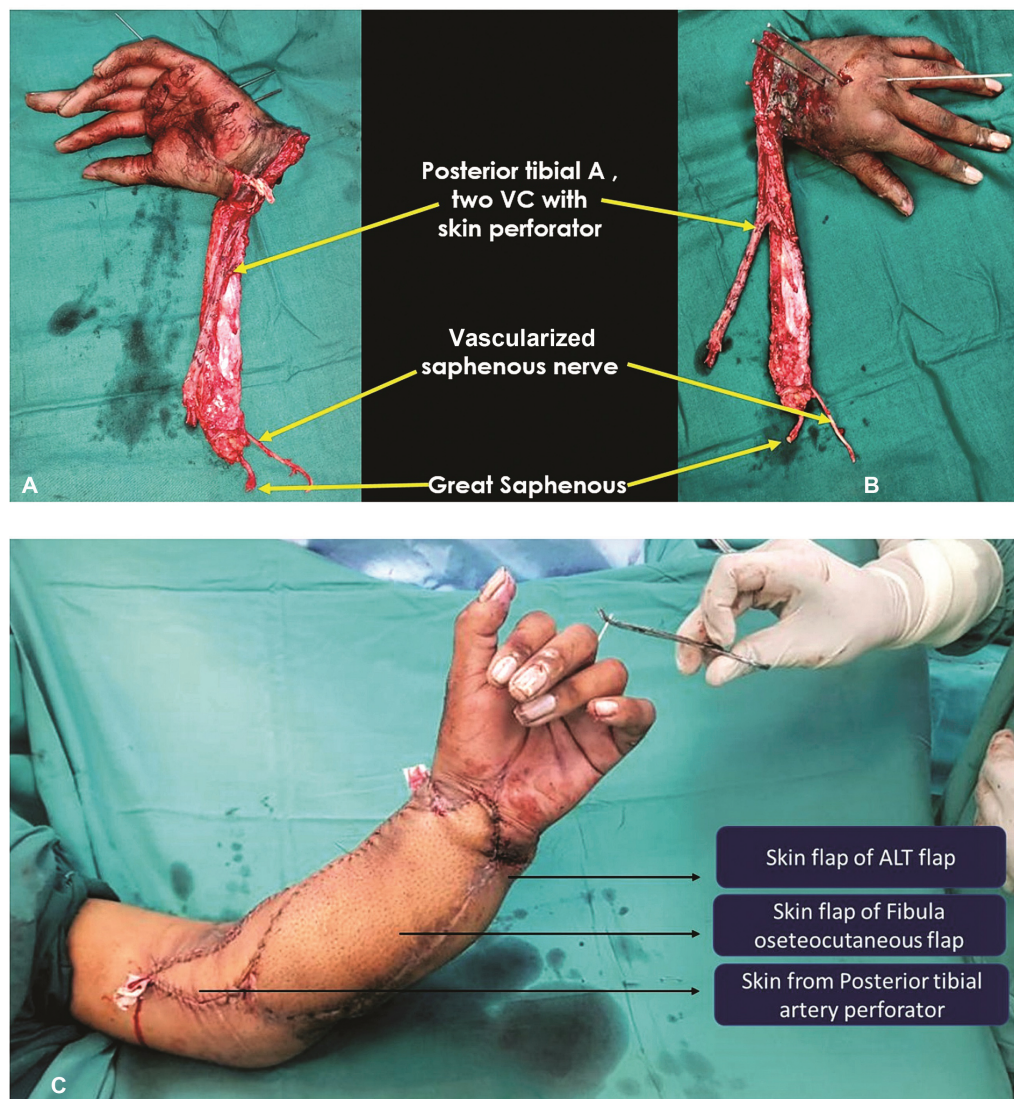 Posterior tibial A ,
two VC with
skin perforator
Vascularized
saphenous nerve
Great Saphenous
A
B
Skin flap of ALT flap
Skin flap of Fibula
oseteocutaneous flap
Skin from Posterior tibial
artery perforator
C